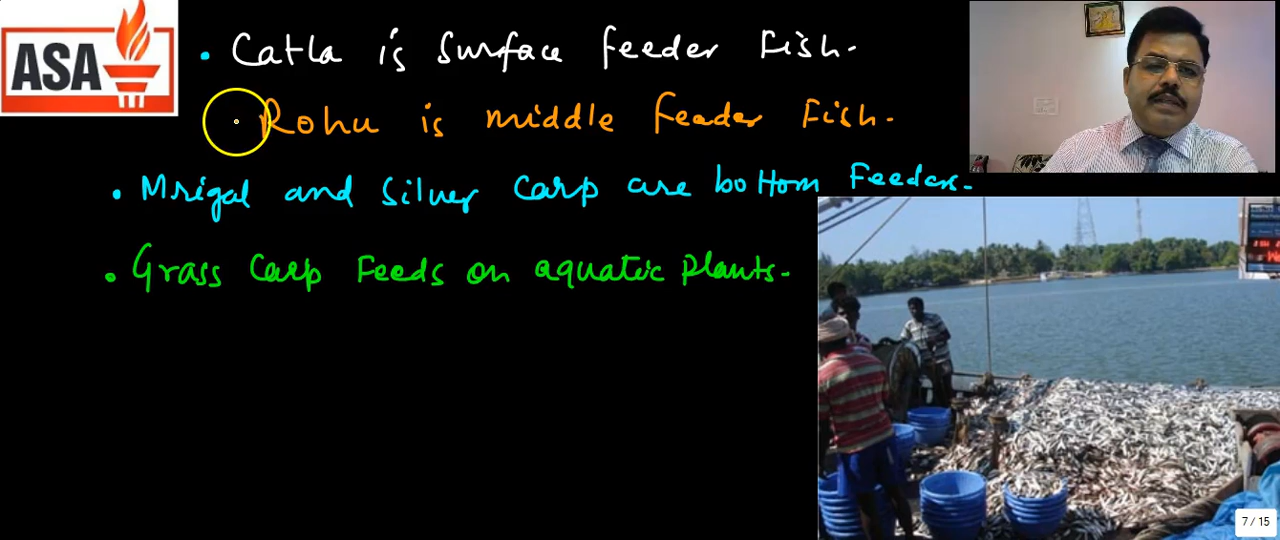 ASA
• Catla is surface feeder Fish.
• Rohu is middle feeder Fish.
• Mrigal and Silver Carp are bottom Feeders.
• Grass Carp Feeds on aquatic Plants.
7 / 15